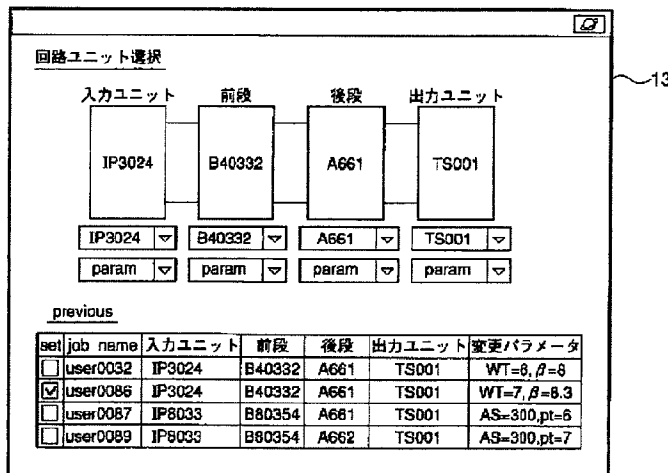 回路ユニット選択
13
入力ユニット 前段 後段 出力ユニット
IP3024 B40332 A661 TS001
IP3024 B40332 A661 TS001
param param param param
previous
set job name 入力ユニット 前段 後段 出力ユニット 変更パラメータ
user0032 IP3024 B40332 A661 TS001 WT=8, β=8
user0086 IP3024 B40332 A661 TS001 WT=7, β=8.3
user0087 IP8033 B80354 A661 TS001 AS=300,pt=6
user0089 IP8033 B80354 A662 TS001 AS=300,pt=7